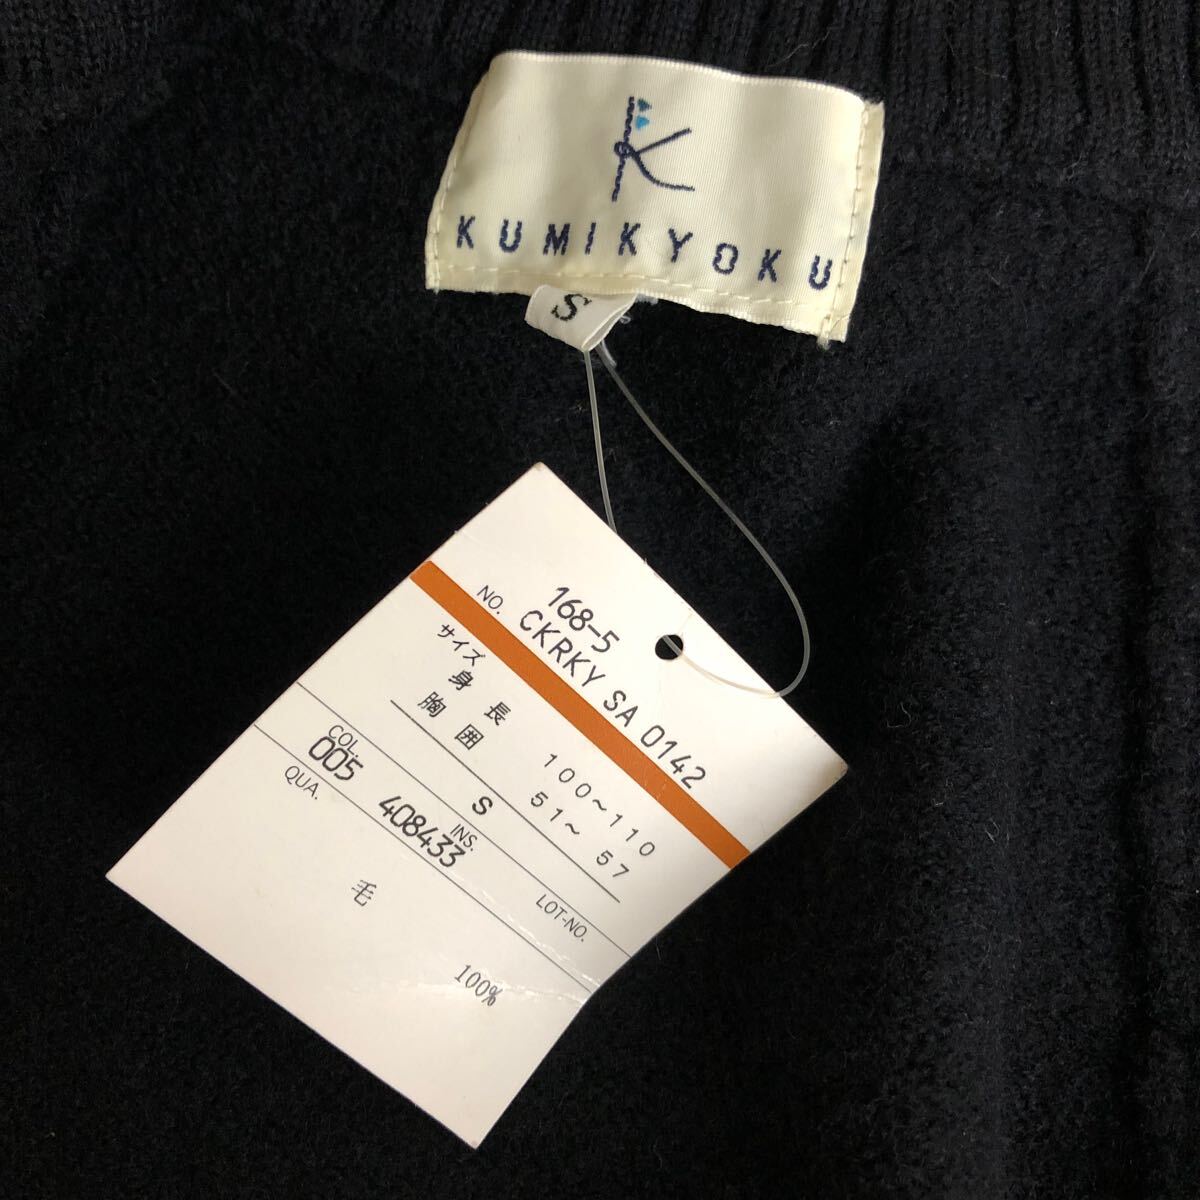 K
KUMIKYOKU
S
168-5
NO. CKRKY SA 0142
サイズ
身長 100~110
胸囲 51~ 57
S
COL. INS. LOT-NO.
005 408433
QUA.
毛 100%